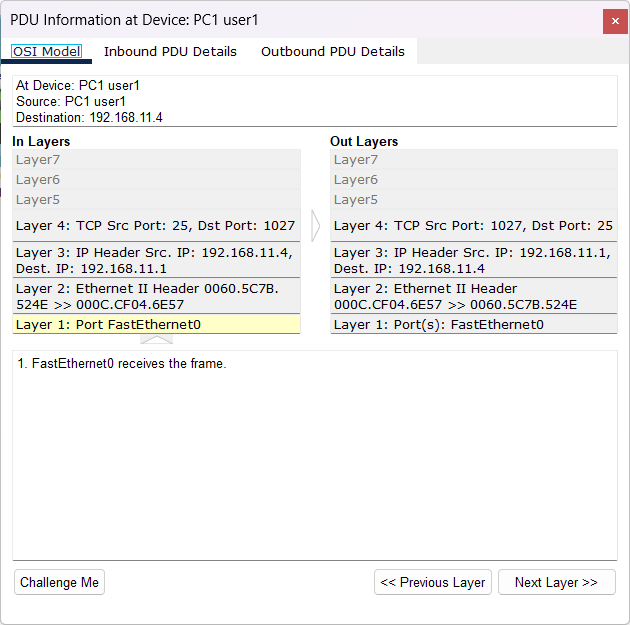 PDU Information at Device: PC1 user1
OSI Model Inbound PDU Details Outbound PDU Details
At Device: PC1 user1
Source: PC1 user1
Destination: 192.168.11.4
In Layers
Layer7
Layer6
Layer5
Layer 4: TCP Src Port: 25, Dst Port: 1027
Layer 3: IP Header Src. IP: 192.168.11.4,
Dest. IP: 192.168.11.1
Layer 2: Ethernet II Header 0060.5C7B.
524E >> 000C.CF04.6E57
Layer 1: Port FastEthernet0
Out Layers
Layer7
Layer6
Layer5
Layer 4: TCP Src Port: 1027, Dst Port: 25
Layer 3: IP Header Src. IP: 192.168.11.1,
Dest. IP: 192.168.11.4
Layer 2: Ethernet II Header
000C.CF04.6E57 >> 0060.5C7B.524E
Layer 1: Port(s): FastEthernet0
1. FastEthernet0 receives the frame.
Challenge Me << Previous Layer Next Layer >>